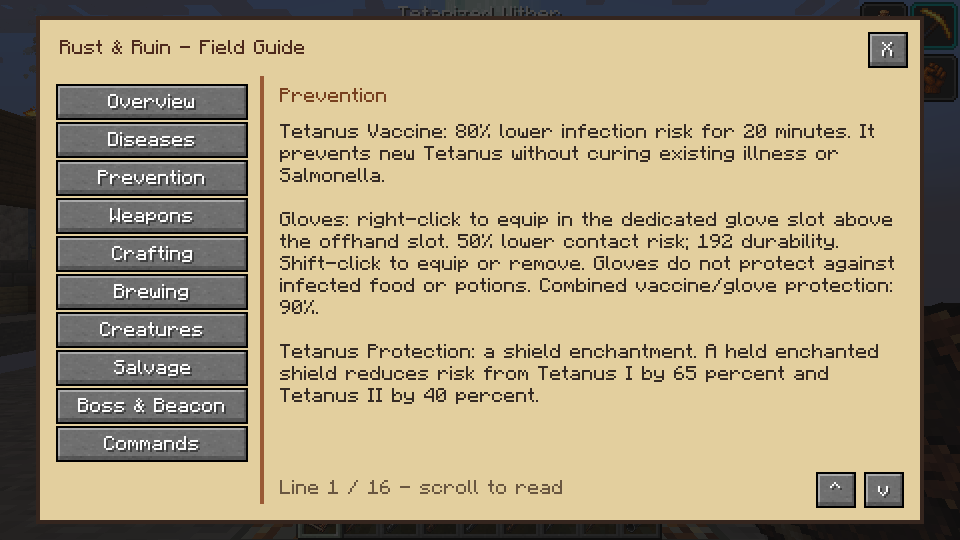 Tetanized Wither
Rust & Ruin - Field Guide
X
Overview
Diseases
Prevention
Weapons
Crafting
Brewing
Creatures
Salvage
Boss & Beacon
Commands
Prevention
Tetanus Vaccine: 80% lower infection risk for 20 minutes. It
prevents new Tetanus without curing existing illness or
Salmonella.
Gloves: right-click to equip in the dedicated glove slot above
the offhand slot. 50% lower contact risk; 192 durability.
Shift-click to equip or remove. Gloves do not protect against
infected food or potions. Combined vaccine/glove protection:
90%.
Tetanus Protection: a shield enchantment. A held enchanted
shield reduces risk from Tetanus I by 65 percent and
Tetanus II by 40 percent.
Line 1 / 16 - scroll to read
^
v